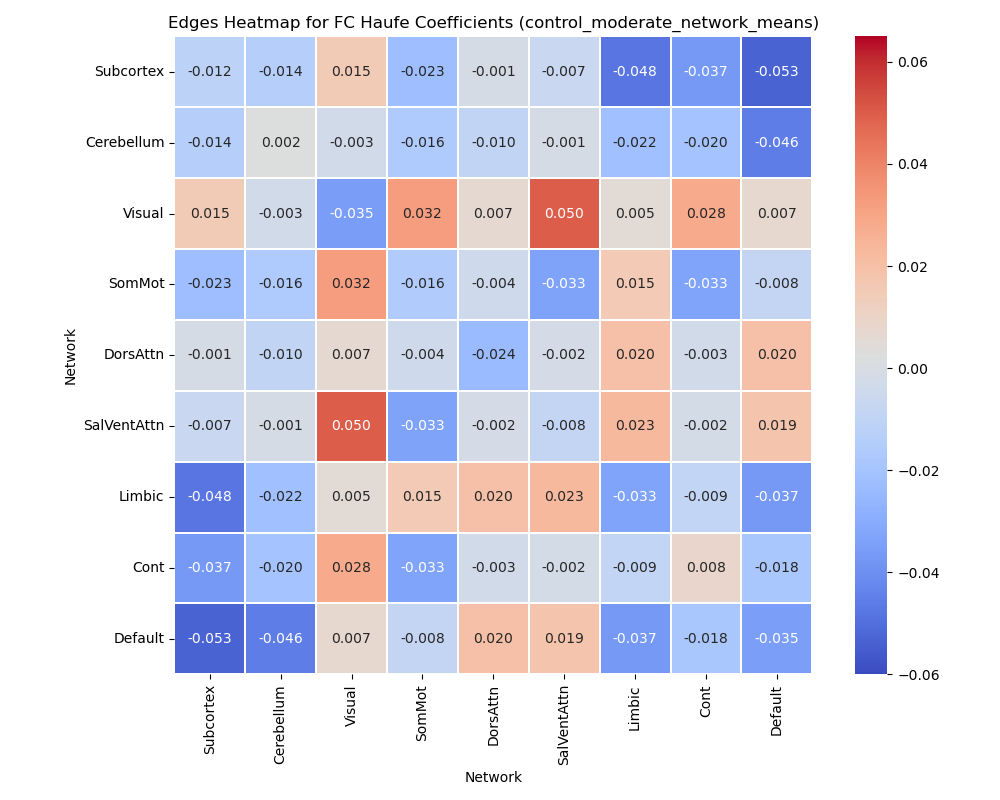 Edges Heatmap for FC Haufe Coefficients (control_moderate_network_means)
Network
Subcortex -0.012 -0.014 0.015 -0.023 -0.001 -0.007 -0.048 -0.037 -0.053
Cerebellum -0.014 0.002 -0.003 -0.016 -0.010 -0.001 -0.022 -0.020 -0.046
Visual 0.015 -0.003 -0.035 0.032 0.007 0.050 0.005 0.028 0.007
SomMot -0.023 -0.016 0.032 -0.016 -0.004 -0.033 0.015 -0.033 -0.008
DorsAttn -0.001 -0.010 0.007 -0.004 -0.024 -0.002 0.020 -0.003 0.020
SalVentAttn -0.007 -0.001 0.050 -0.033 -0.002 -0.008 0.023 -0.002 0.019
Limbic -0.048 -0.022 0.005 0.015 0.020 0.023 -0.033 -0.009 -0.037
Cont -0.037 -0.020 0.028 -0.033 -0.003 -0.002 -0.009 0.008 -0.018
Default -0.053 -0.046 0.007 -0.008 0.020 0.019 -0.037 -0.018 -0.035
Subcortex Cerebellum Visual SomMot DorsAttn SalVentAttn Limbic Cont Default
Network
0.06
0.04
0.02
0.00
−0.02
−0.04
−0.06